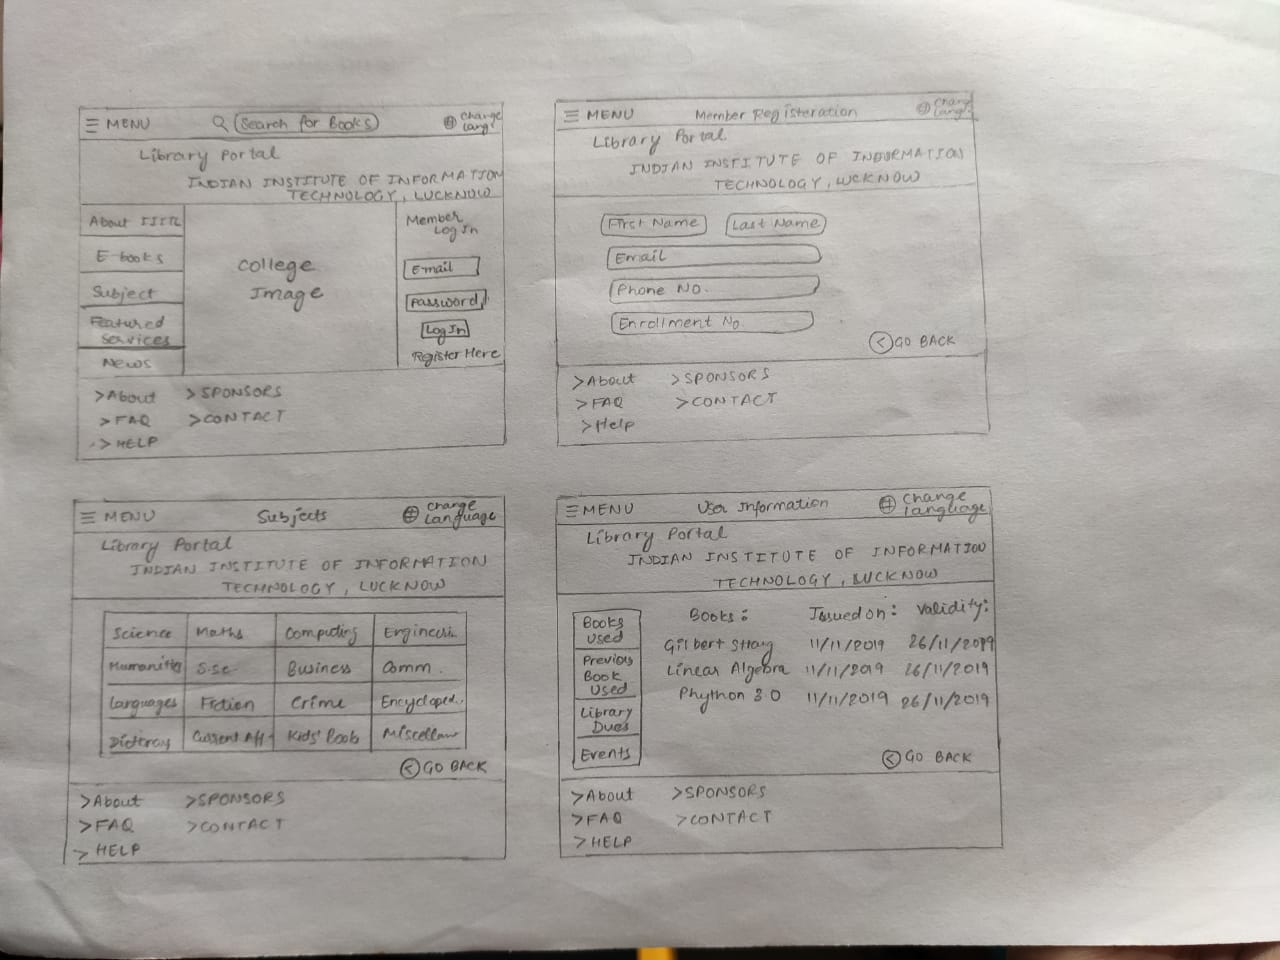 MENU Search for Books Change Lang.
Library Portal
INDIAN INSTITUTE OF INFORMATION
TECHNOLOGY, LUCKNOW
About IIITL
E-books
Subject
Featured
Services
News
College
Image
Member
Log In
Email
Password
Log In
Register Here
>About >SPONSORS
>FAQ >CONTACT
>HELP
MENU Member Registeration Change Lang.
Library Portal
INDIAN INSTITUTE OF INFORMATION
TECHNOLOGY, LUCKNOW
First Name Last Name
Email
Phone No.
Enrollment No.
< GO BACK
>About >SPONSORS
>FAQ >CONTACT
>Help
MENU Subjects Change Language
Library Portal
INDIAN INSTITUTE OF INFORMATION
TECHNOLOGY, LUCKNOW
Science Maths Computing Engineeri..
Humanities S.Sc. Business Comm.
Languages Fiction Crime Encycloped..
Current Aff. Kids' Book
< GO BACK
>About >SPONSORS
>FAQ >CONTACT
>HELP
MENU User Information Change Language
Library Portal
INDIAN INSTITUTE OF INFORMATION
TECHNOLOGY, LUCKNOW
Books
Used
Previous
Book
Used
Library
Dues
Events
Books: Issued on: Validity:
Gilbert Strang 11/11/2019 26/11/2019
Linear Algebra 11/11/2019 26/11/2019
Phython 3.0 11/11/2019 26/11/2019
< GO BACK
>About >SPONSORS
>FAQ >CONTACT
>HELP